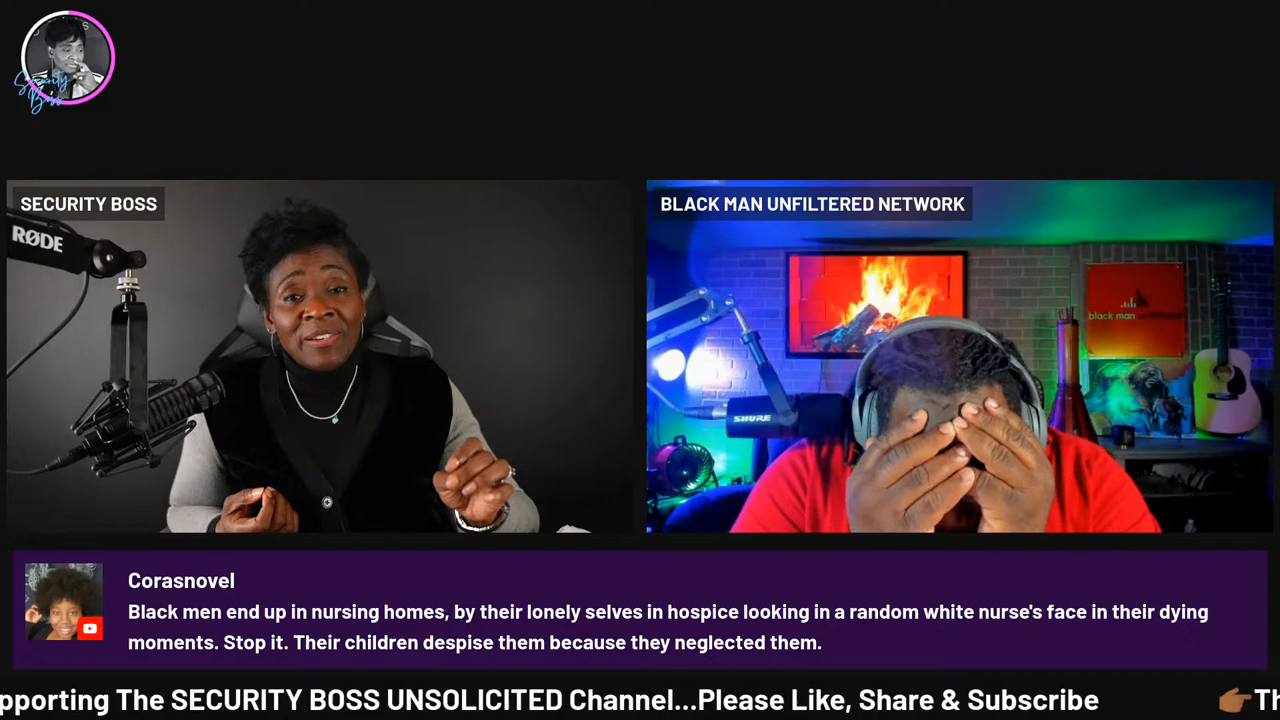 Security
Boss
SECURITY BOSS
BLACK MAN UNFILTERED NETWORK
RØDE
SHURE
black man
Corasnovel
Black men end up in nursing homes, by their lonely selves in hospice looking in a random white nurse's face in their dying
moments. Stop it. Their children despise them because they neglected them.
pporting The SECURITY BOSS UNSOLICITED Channel...Please Like, Share & Subscribe
Th